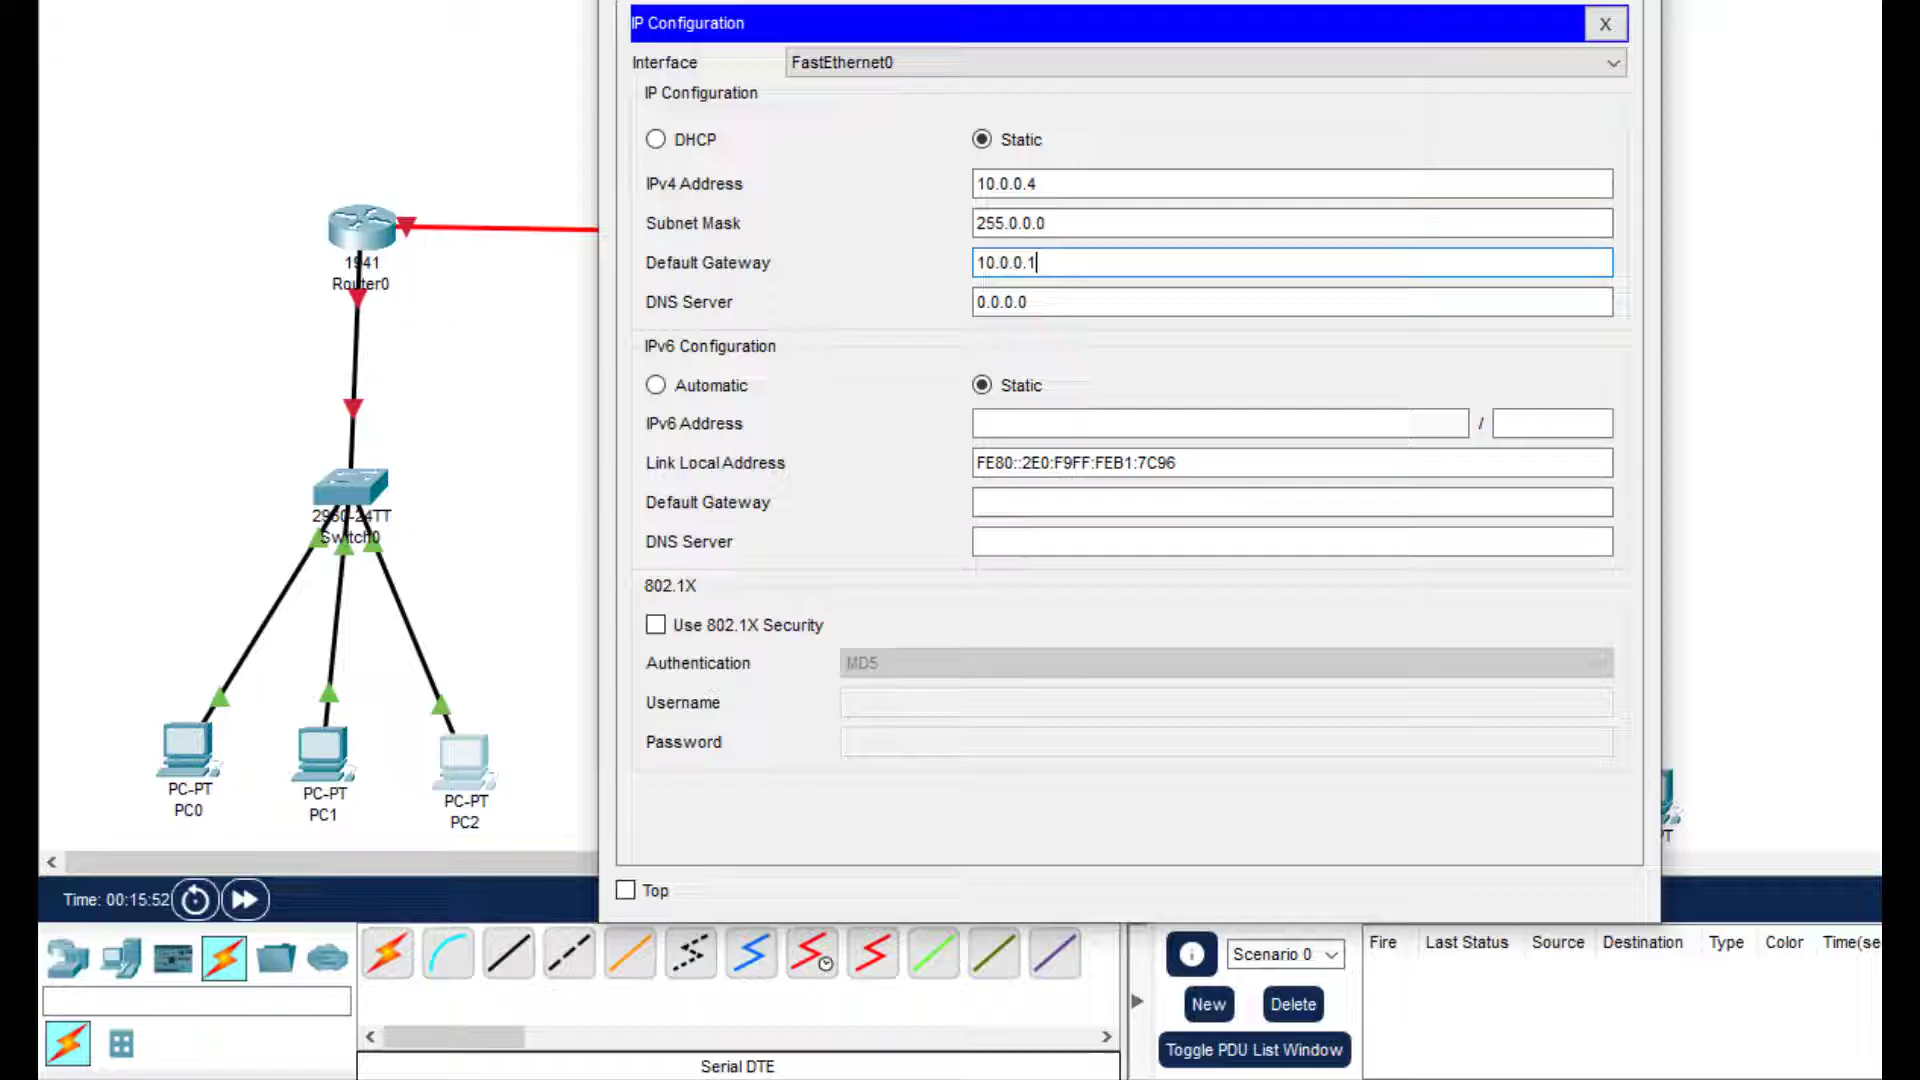 IP Configuration
X
Interface
FastEthernet0
IP Configuration
DHCP
Static
IPv4 Address
10.0.0.4
Subnet Mask
255.0.0.0
Default Gateway
10.0.0.1
DNS Server
0.0.0.0
IPv6 Configuration
Automatic
Static
IPv6 Address
/
Link Local Address
FE80::2E0:F9FF:FEB1:7C96
Default Gateway
DNS Server
802.1X
Use 802.1X Security
Authentication
MD5
Username
Password
Top
1941
Router0
2960-24TT
Switch0
PC-PT
PC0
PC-PT
PC1
PC-PT
PC2
Time: 00:15:52
Scenario 0
New
Delete
Toggle PDU List Window
Fire Last Status Source Destination Type Color Time(se
Serial DTE